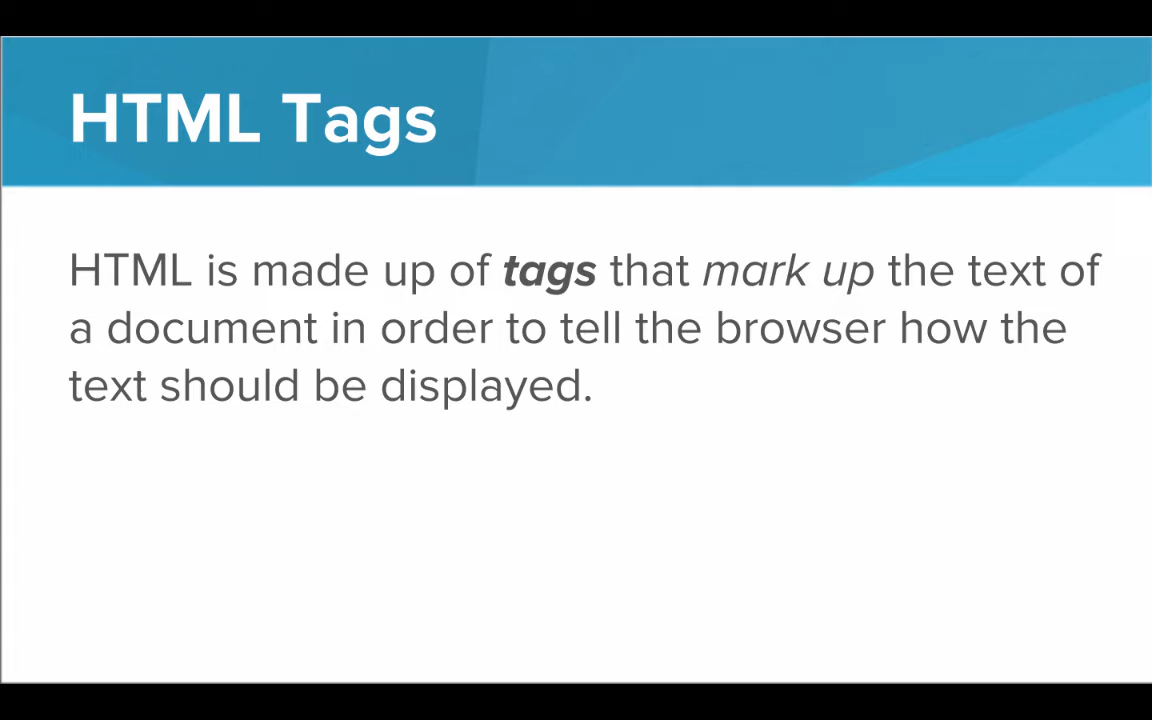 HTML Tags
HTML is made up of tags that mark up the text of
a document in order to tell the browser how the
text should be displayed.